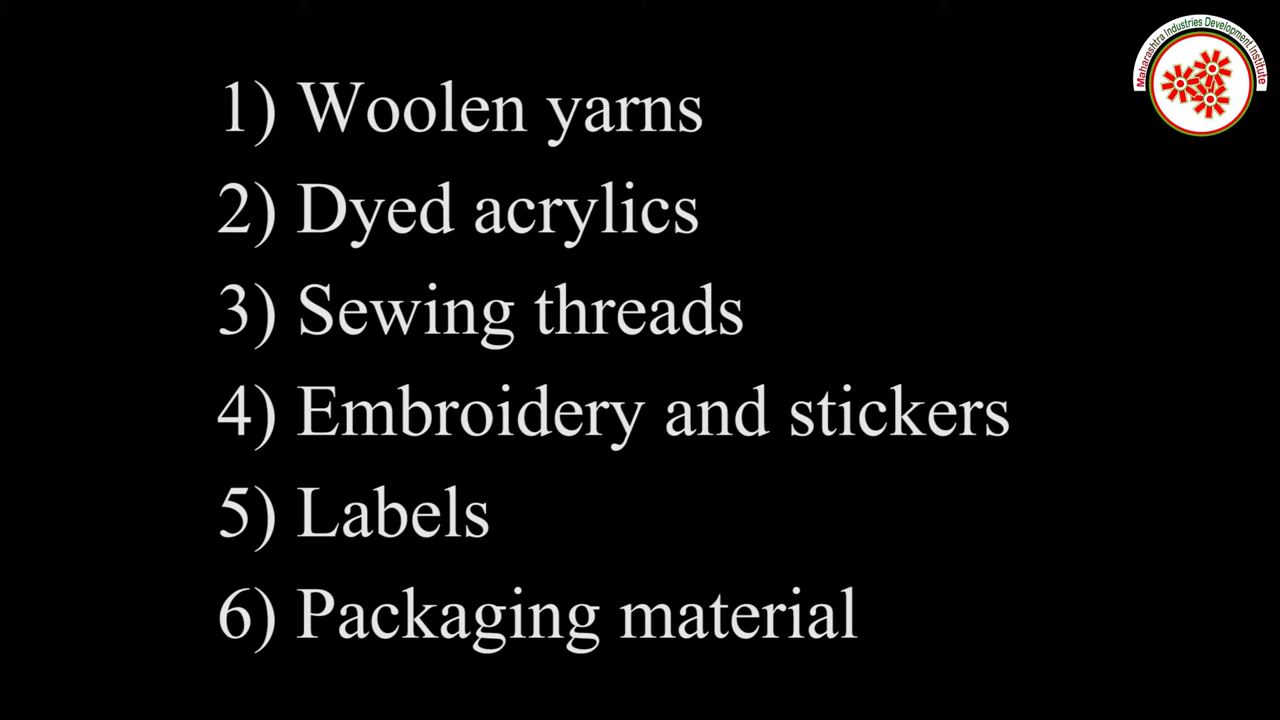 Maharashtra Industries Development Institute
1) Woolen yarns
2) Dyed acrylics
3) Sewing threads
4) Embroidery and stickers
5) Labels
6) Packaging material